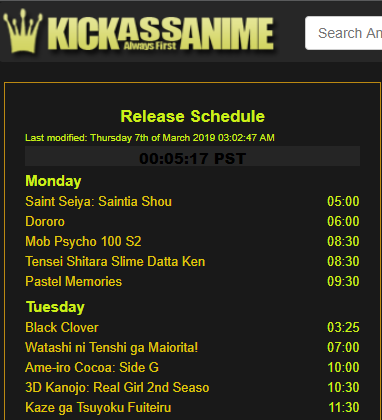 KICKASSANIME
Always First
Search An
Release Schedule
Last modified: Thursday 7th of March 2019 03:02:47 AM
00:05:17 PST
Monday
Saint Seiya: Saintia Shou 05:00
Dororo 06:00
Mob Psycho 100 S2 08:30
Tensei Shitara Slime Datta Ken 08:30
Pastel Memories 09:30
Tuesday
Black Clover 03:25
Watashi ni Tenshi ga Maiorita! 07:00
Ame-iro Cocoa: Side G 10:00
3D Kanojo: Real Girl 2nd Seaso 10:30
Kaze ga Tsuyoku Fuiteiru 11:30